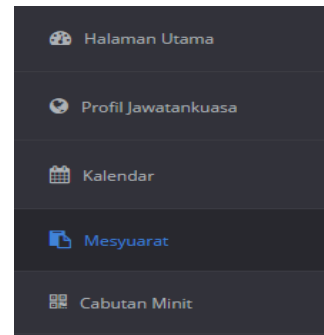 Halaman Utama
Profil Jawatankuasa
Kalendar
Mesyuarat
Cabutan Minit